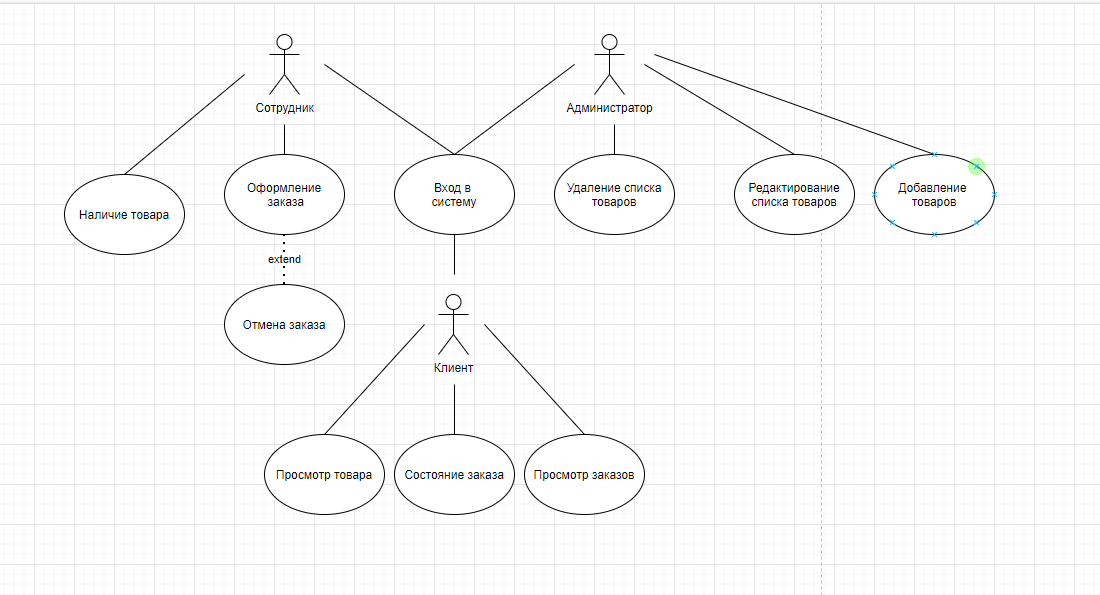 Сотрудник
Администратор
Наличие товара
Оформление
заказа
Вход в
систему
Удаление списка
товаров
Редактирование
списка товаров
Добавление
товаров
extend
Отмена заказа
Клиент
Просмотр товара
Состояние заказа
Просмотр заказов